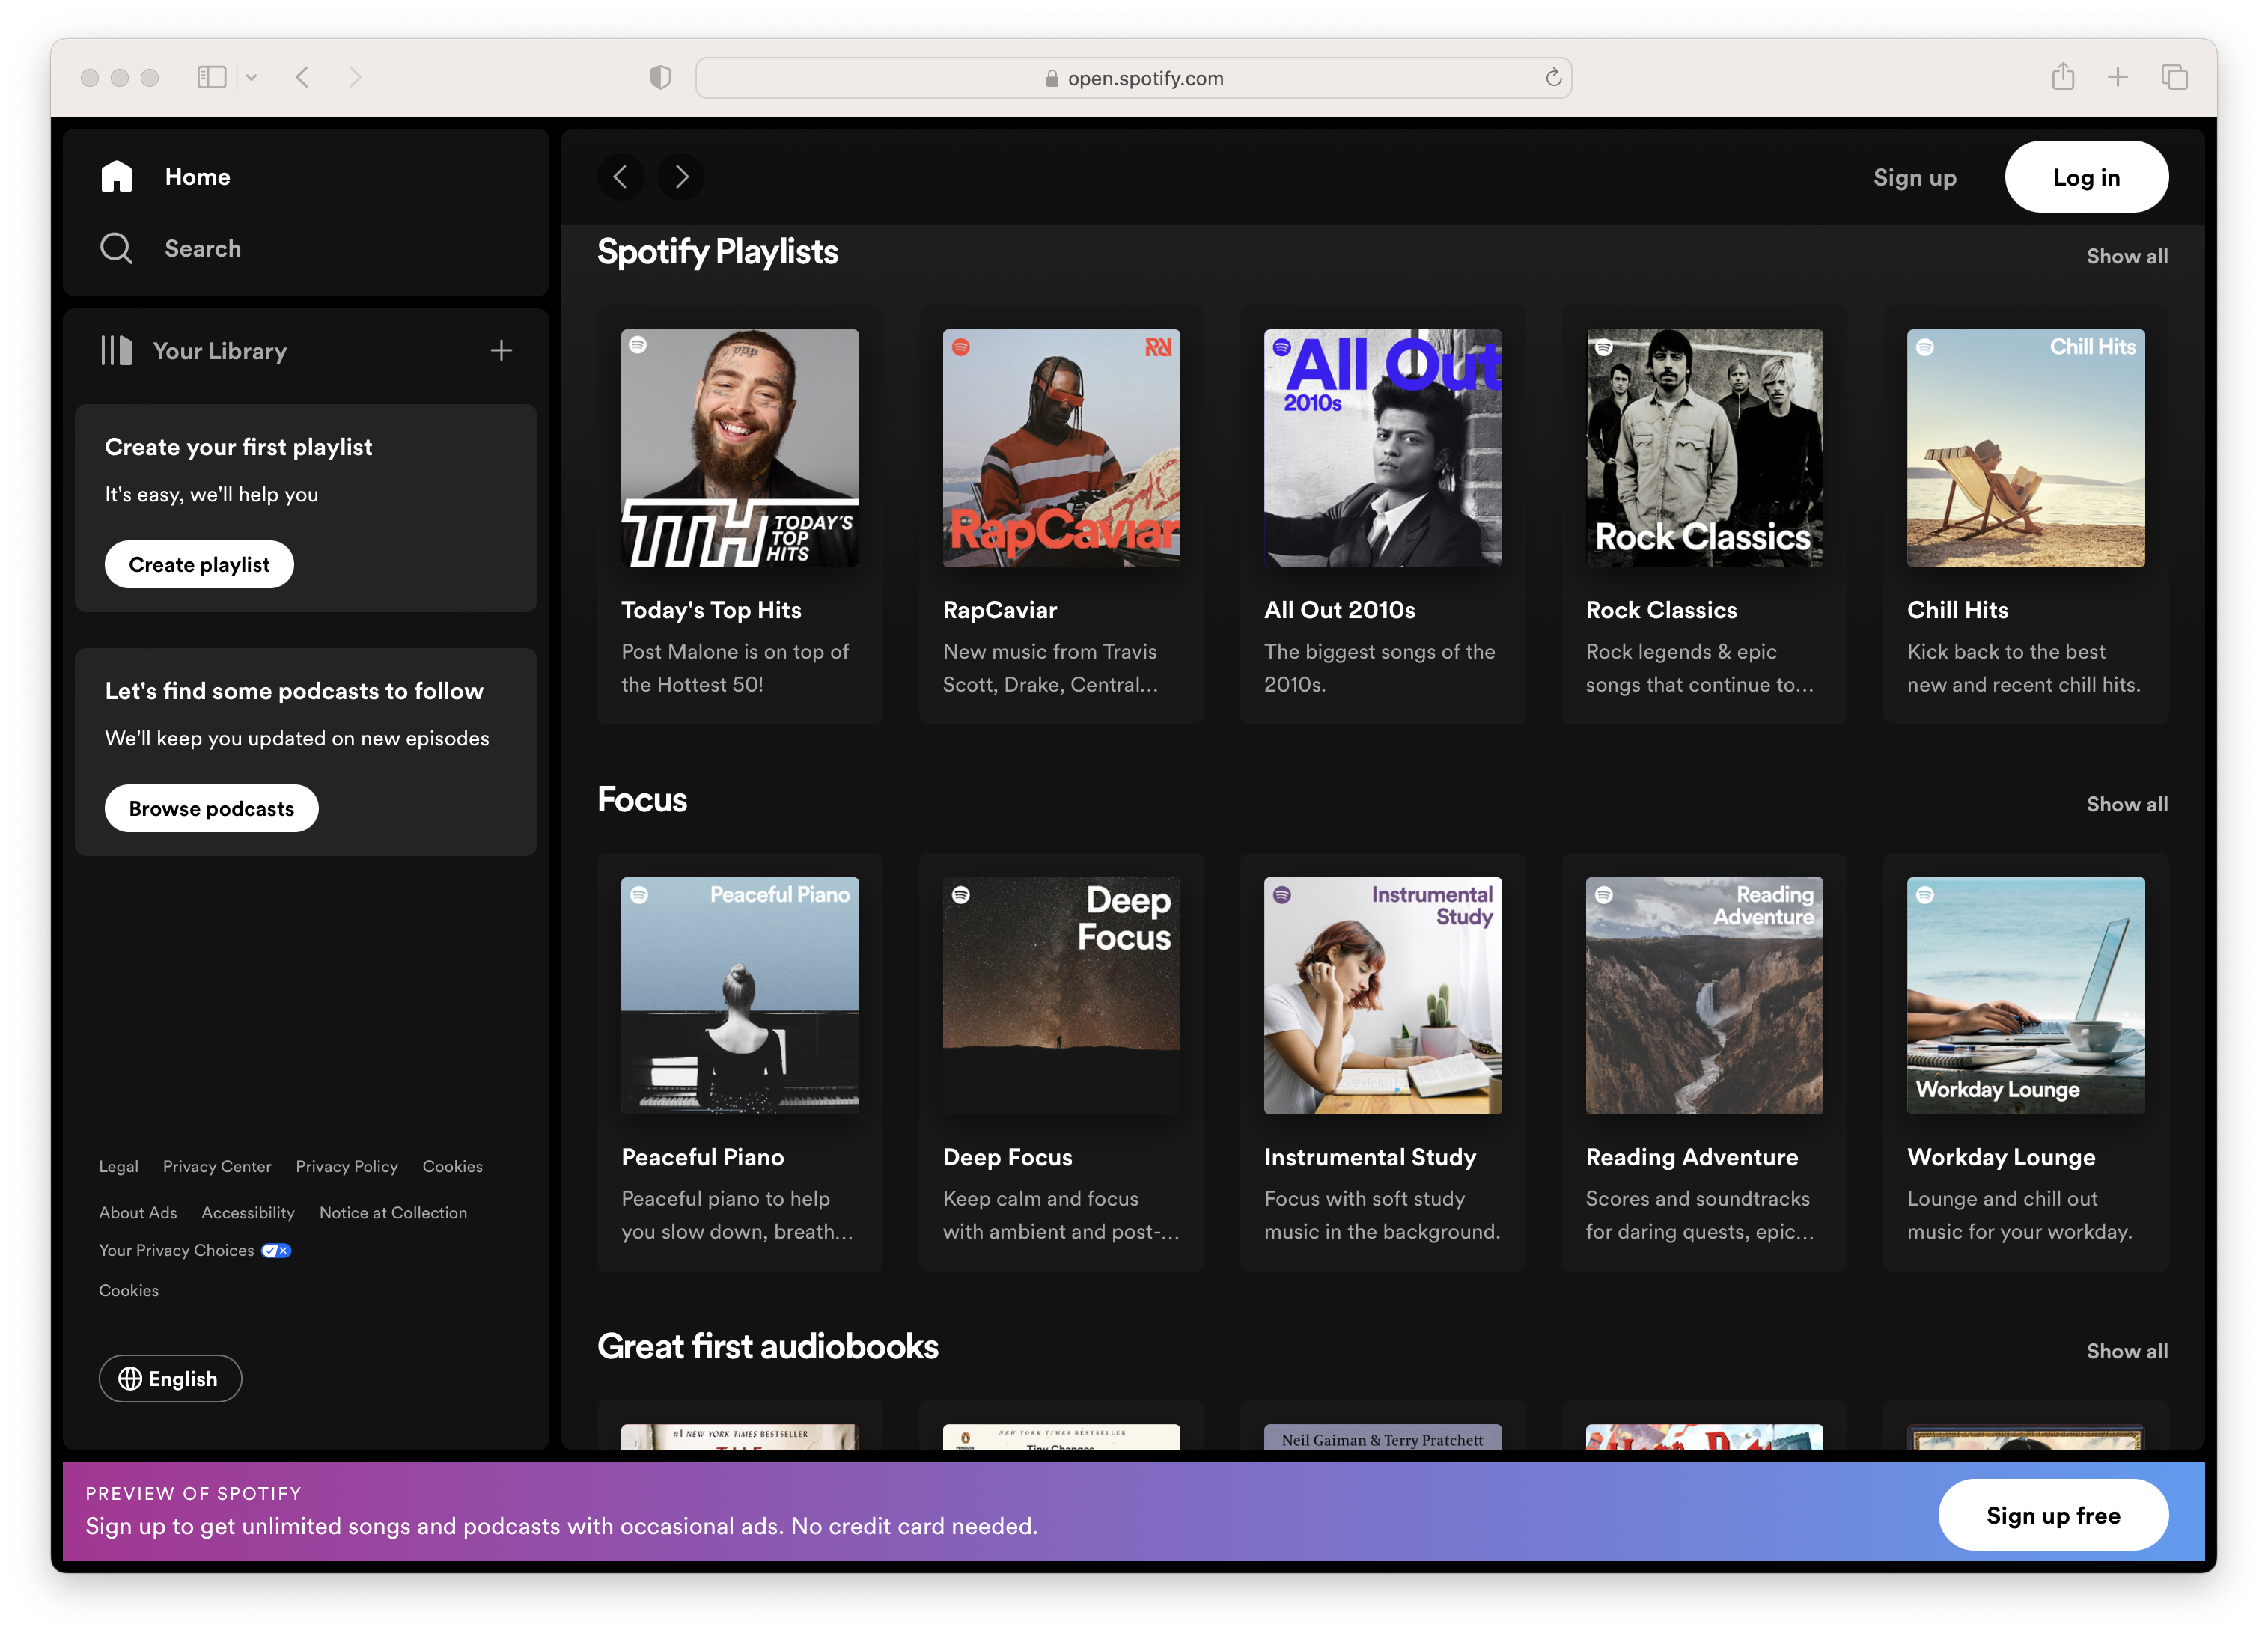 open.spotify.com
Home
Search
Your Library
Create your first playlist
It's easy, we'll help you
Create playlist
Let's find some podcasts to follow
We'll keep you updated on new episodes
Browse podcasts
Legal Privacy Center Privacy Policy Cookies
About Ads Accessibility Notice at Collection
Your Privacy Choices
Cookies
English
Sign up Log in
Spotify Playlists Show all
TTH TODAY'S
TOP
HITS
Today's Top Hits
Post Malone is on top of
the Hottest 50!
RapCaviar
RapCaviar
New music from Travis
Scott, Drake, Central...
All Out
2010s
All Out 2010s
The biggest songs of the
2010s.
Rock Classics
Rock Classics
Rock legends & epic
songs that continue to...
Chill Hits
Chill Hits
Kick back to the best
new and recent chill hits.
Focus Show all
Peaceful Piano
Peaceful Piano
Peaceful piano to help
you slow down, breath...
Deep
Focus
Deep Focus
Keep calm and focus
with ambient and post-...
Instrumental
Study
Instrumental Study
Focus with soft study
music in the background.
Reading
Adventure
Reading Adventure
Scores and soundtracks
for daring quests, epic...
Workday Lounge
Workday Lounge
Lounge and chill out
music for your workday.
Great first audiobooks Show all
#1 NEW YORK TIMES BESTSELLER
NEW YORK TIMES BESTSELLER
Tiny Changes
Neil Gaiman & Terry Pratchett
PREVIEW OF SPOTIFY
Sign up to get unlimited songs and podcasts with occasional ads. No credit card needed.
Sign up free